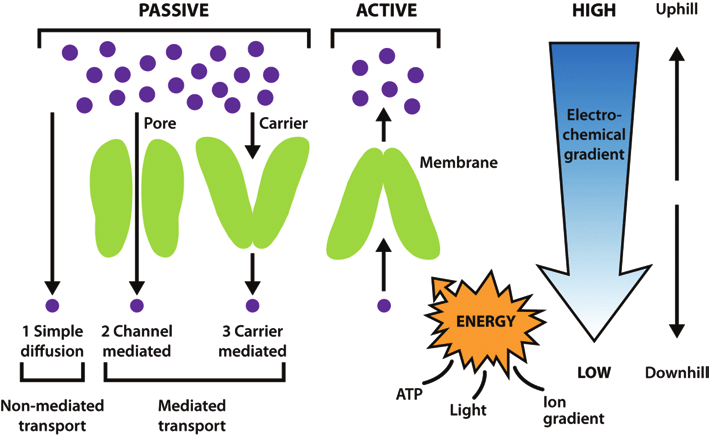 PASSIVE
ACTIVE
HIGH
Uphill
Pore
Carrier
Membrane
Electro-
chemical
gradient
ENERGY
1 Simple
diffusion
2 Channel
mediated
3 Carrier
mediated
ATP
Light
Ion
gradient
LOW
Downhill
Non-mediated
transport
Mediated
transport